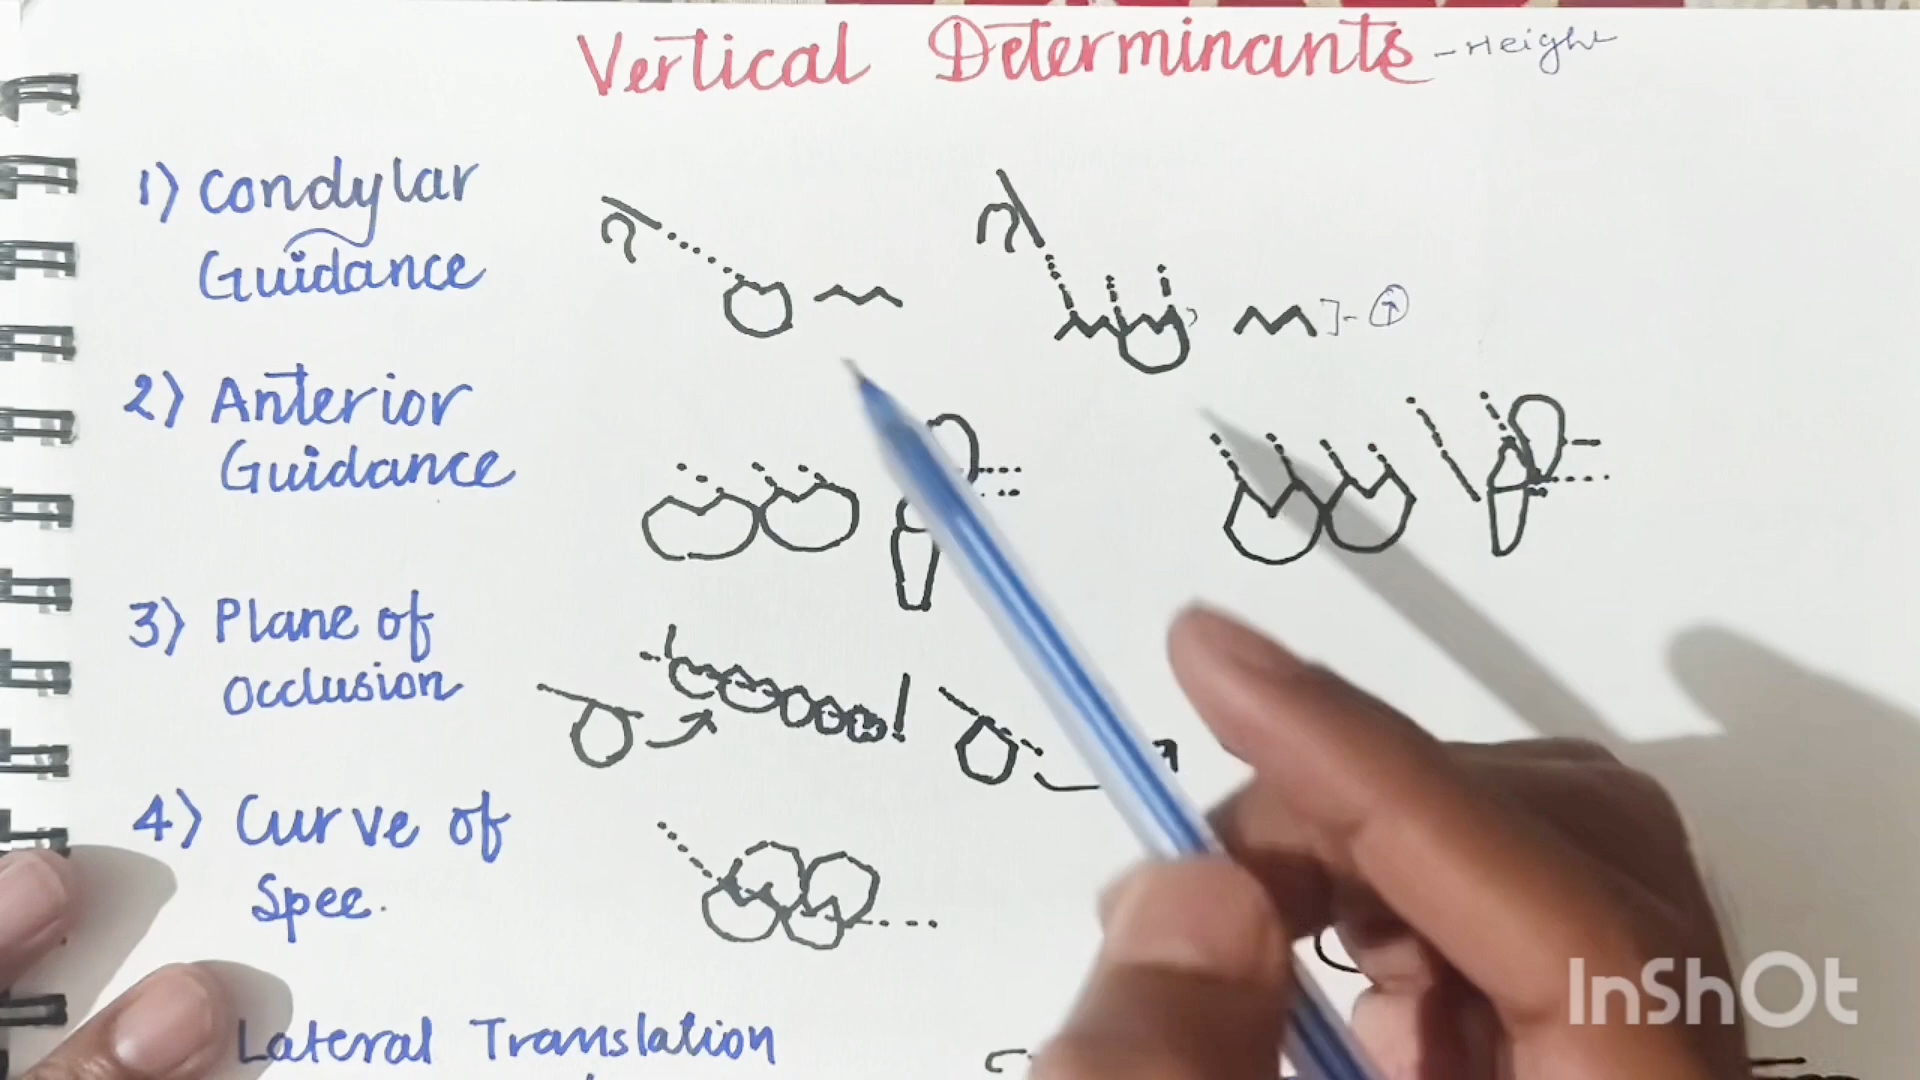 Vertical Determinants - Height
1) Condylar
Guidance
2) Anterior
Guidance
3) Plane of
Occlusion
4) Curve of
Spee.
Lateral Translation
InShOt